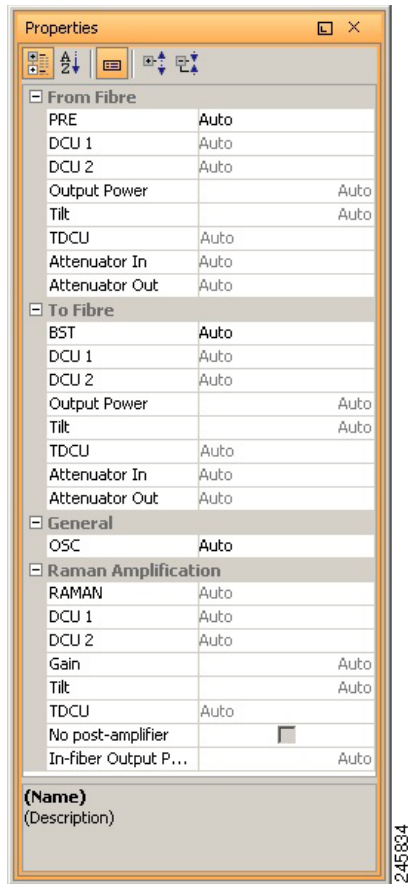 Properties
From Fibre
PRE Auto
DCU 1 Auto
DCU 2 Auto
Output Power Auto
Tilt Auto
TDCU Auto
Attenuator In Auto
Attenuator Out Auto
To Fibre
BST Auto
DCU 1 Auto
DCU 2 Auto
Output Power Auto
Tilt Auto
TDCU Auto
Attenuator In Auto
Attenuator Out Auto
General
OSC Auto
Raman Amplification
RAMAN Auto
DCU 1 Auto
DCU 2 Auto
Gain Auto
Tilt Auto
TDCU Auto
No post-amplifier
In-fiber Output P... Auto
(Name)
(Description)
245834